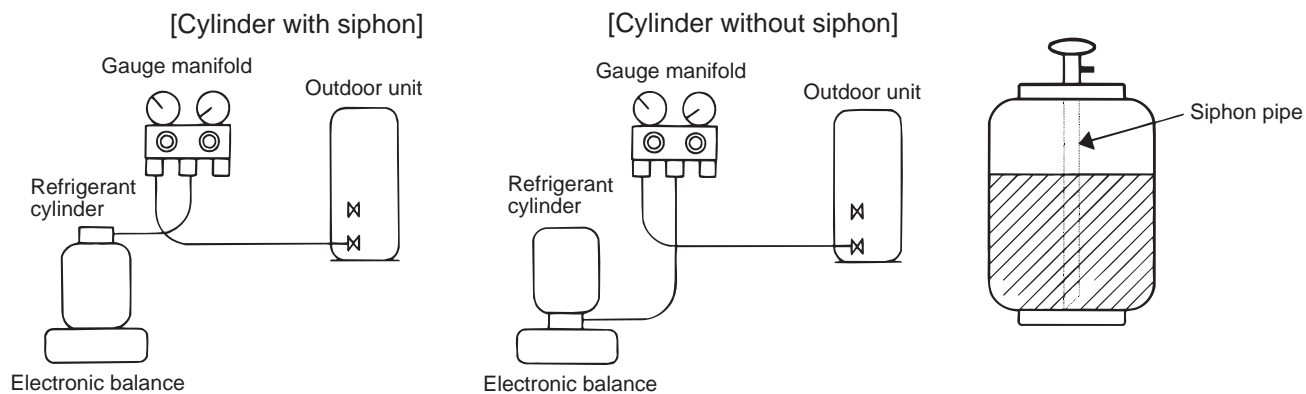 [Cylinder with siphon]
Gauge manifold
Outdoor unit
Refrigerant
cylinder
Electronic balance
[Cylinder without siphon]
Gauge manifold
Outdoor unit
Refrigerant
cylinder
Electronic balance
Siphon pipe